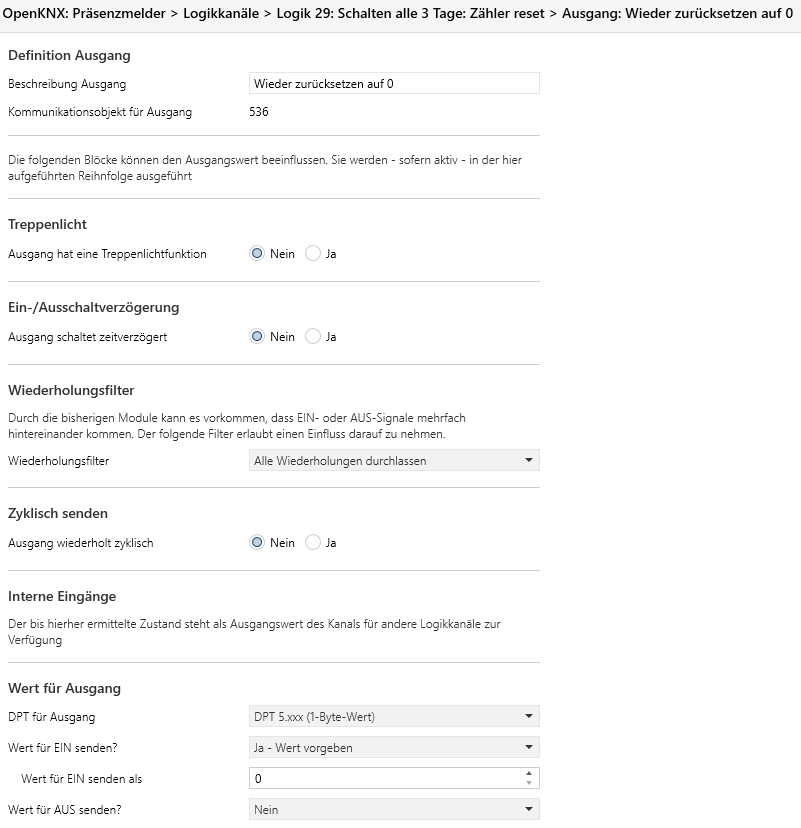 OpenKNX: Präsenzmelder > Logikkanäle > Logik 29: Schalten alle 3 Tage: Zähler reset > Ausgang: Wieder zurücksetzen auf 0
Definition Ausgang
Beschreibung Ausgang Wieder zurücksetzen auf 0
Kommunikationsobjekt für Ausgang 536
Die folgenden Blöcke können den Ausgangswert beeinflussen. Sie werden - sofern aktiv - in der hier
aufgeführten Reihnfolge ausgeführt
Treppenlicht
Ausgang hat eine Treppenlichtfunktion Nein Ja
Ein-/Ausschaltverzögerung
Ausgang schaltet zeitverzögert Nein Ja
Wiederholungsfilter
Durch die bisherigen Module kann es vorkommen, dass EIN- oder AUS-Signale mehrfach
hintereinander kommen. Der folgende Filter erlaubt einen Einfluss darauf zu nehmen.
Wiederholungsfilter Alle Wiederholungen durchlassen
Zyklisch senden
Ausgang wiederholt zyklisch Nein Ja
Interne Eingänge
Der bis hierher ermittelte Zustand steht als Ausgangswert des Kanals für andere Logikkanäle zur
Verfügung
Wert für Ausgang
DPT für Ausgang DPT 5.xxx (1-Byte-Wert)
Wert für EIN senden? Ja - Wert vorgeben
Wert für EIN senden als 0
Wert für AUS senden? Nein